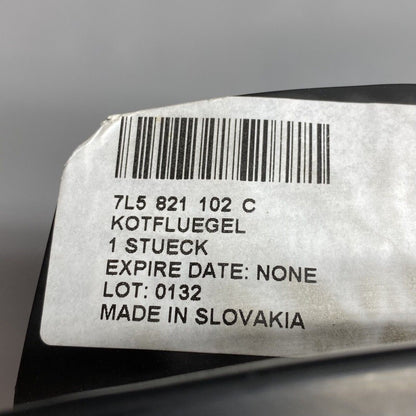 7L5 821 102 C
KOTFLUEGEL
1 STUECK
EXPIRE DATE: NONE
LOT: 0132
MADE IN SLOVAKIA